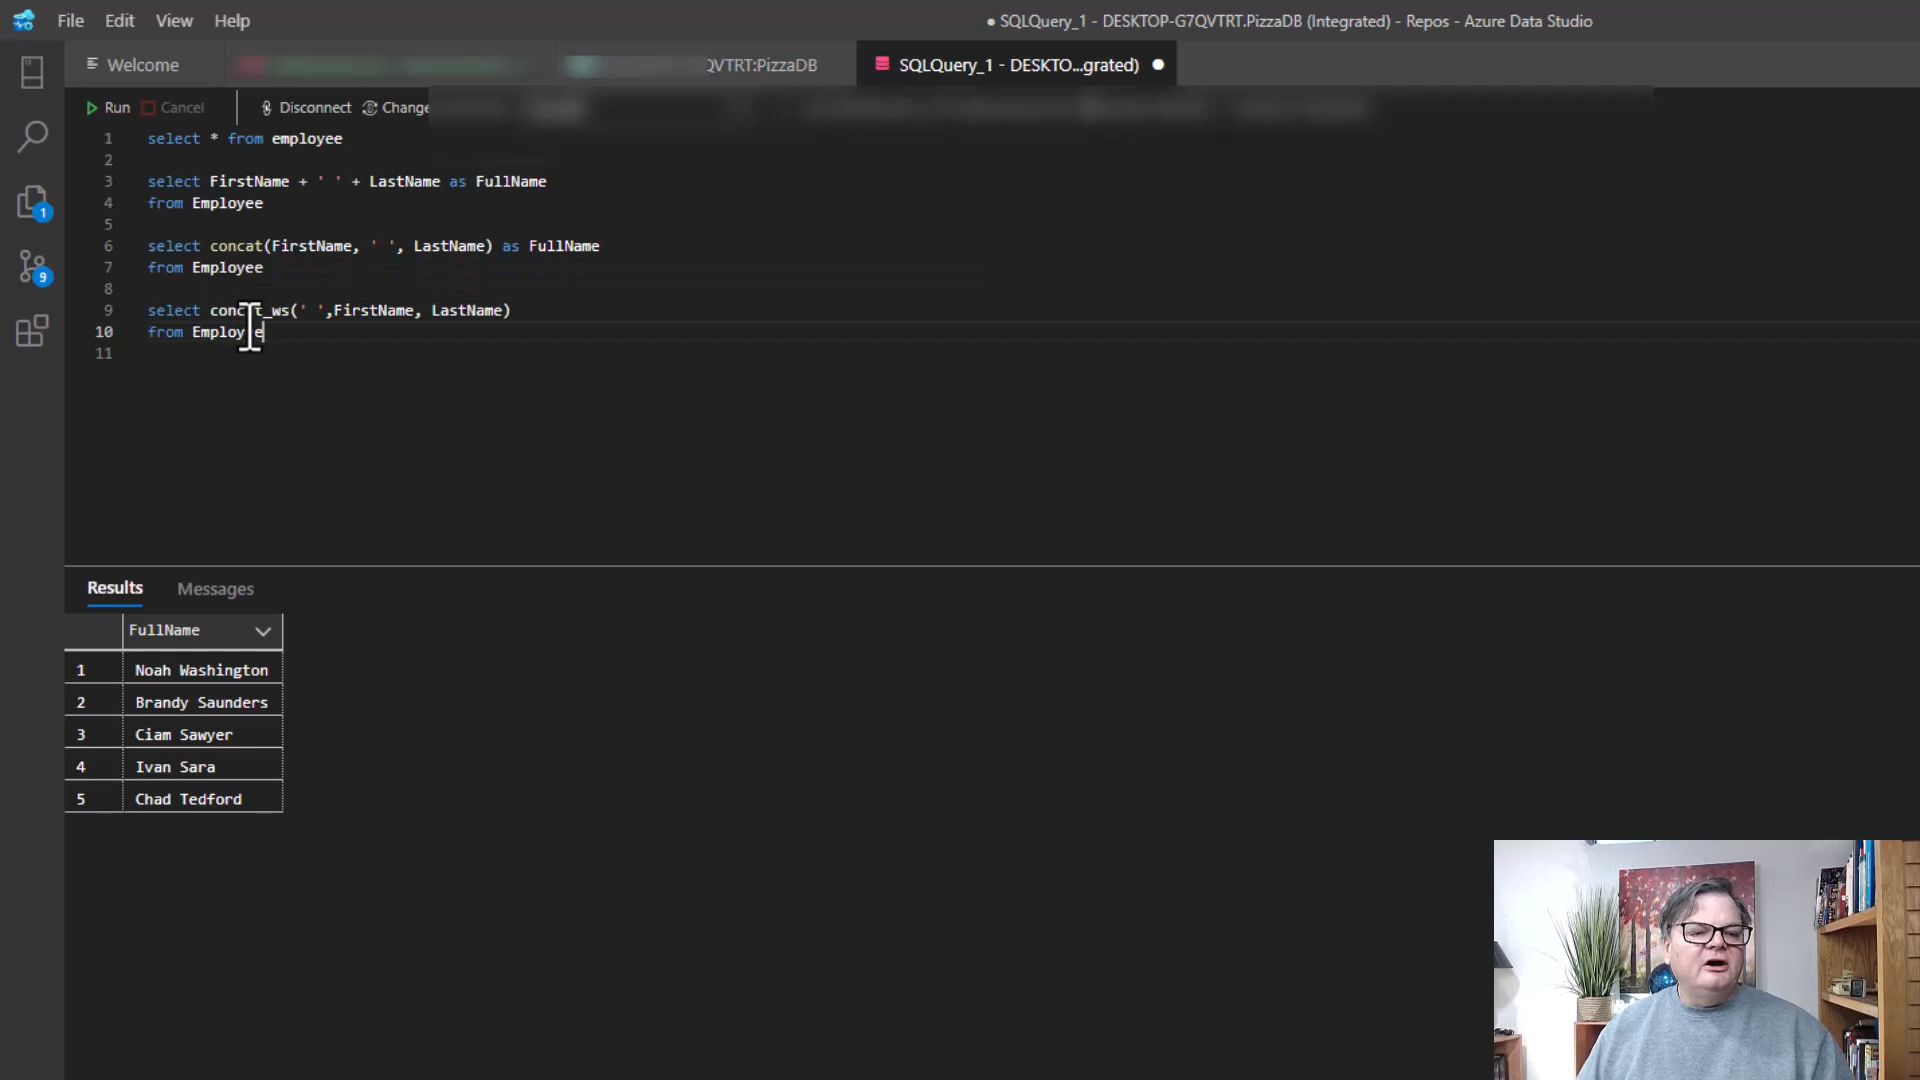 File Edit View Help
● SQLQuery_1 - DESKTOP-G7QVTRT.PizzaDB (Integrated) - Repos - Azure Data Studio
Welcome
QVTRT:PizzaDB
SQLQuery_1 - DESKTO...grated)
Run Cancel Disconnect Change
1 select * from employee
2
3 select FirstName + ' ' + LastName as FullName
4 from Employee
5
6 select concat(FirstName, ' ', LastName) as FullName
7 from Employee
8
9 select concat_ws(' ',FirstName, LastName)
10 from Employee
11
1
9
Results Messages
FullName
1 Noah Washington
2 Brandy Saunders
3 Ciam Sawyer
4 Ivan Sara
5 Chad Tedford